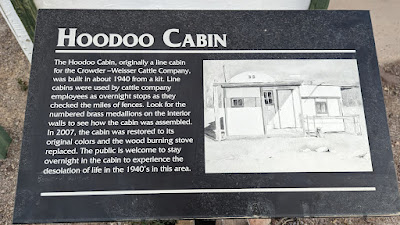 HOODOO CABIN
The Hoodoo Cabin, originally a line cabin
for the Crowder –Weisser Cattle Company,
was built in about 1940 from a kit. Line
cabins were used by cattle company
employees as overnight stops as they
checked the miles of fences. Look for the
numbered brass medallions on the interior
walls to see how the cabin was assembled.
In 2007, the cabin was restored to its
original colors and the wood burning stove
replaced. The public is welcome to stay
overnight in the cabin to experience the
desolation of life in the 1940's in this area.